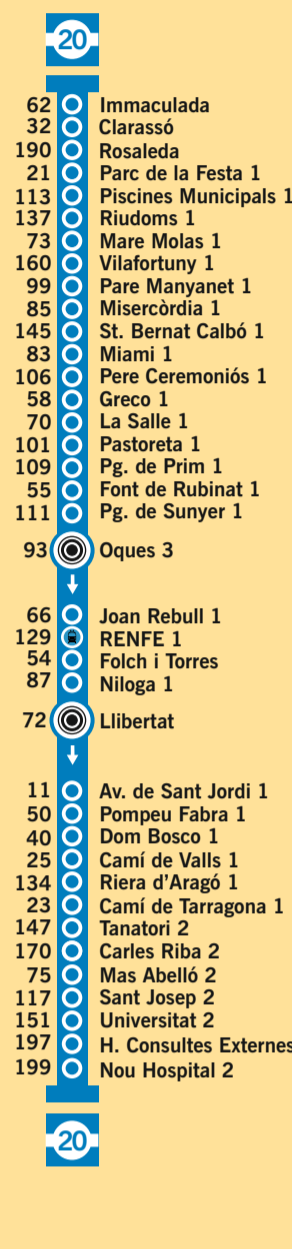 20
62 Immaculada
32 Clarassó
190 Rosaleda
21 Parc de la Festa 1
113 Piscines Municipals 1
137 Riudoms 1
73 Mare Molas 1
160 Vilafortuny 1
99 Pare Manyanet 1
85 Misercòrdia 1
145 St. Bernat Calbó 1
83 Miami 1
106 Pere Ceremoniós 1
58 Greco 1
70 La Salle 1
101 Pastoreta 1
109 Pg. de Prim 1
55 Font de Rubinat 1
111 Pg. de Sunyer 1
93 Oques 3
66 Joan Rebull 1
129 RENFE 1
54 Folch i Torres
87 Niloga 1
72 Llibertat
11 Av. de Sant Jordi 1
50 Pompeu Fabra 1
40 Dom Bosco 1
25 Camí de Valls 1
134 Riera d'Aragó 1
23 Camí de Tarragona 1
147 Tanatori 2
170 Carles Riba 2
75 Mas Abelló 2
117 Sant Josep 2
151 Universitat 2
197 H. Consultes Externes
199 Nou Hospital 2
20